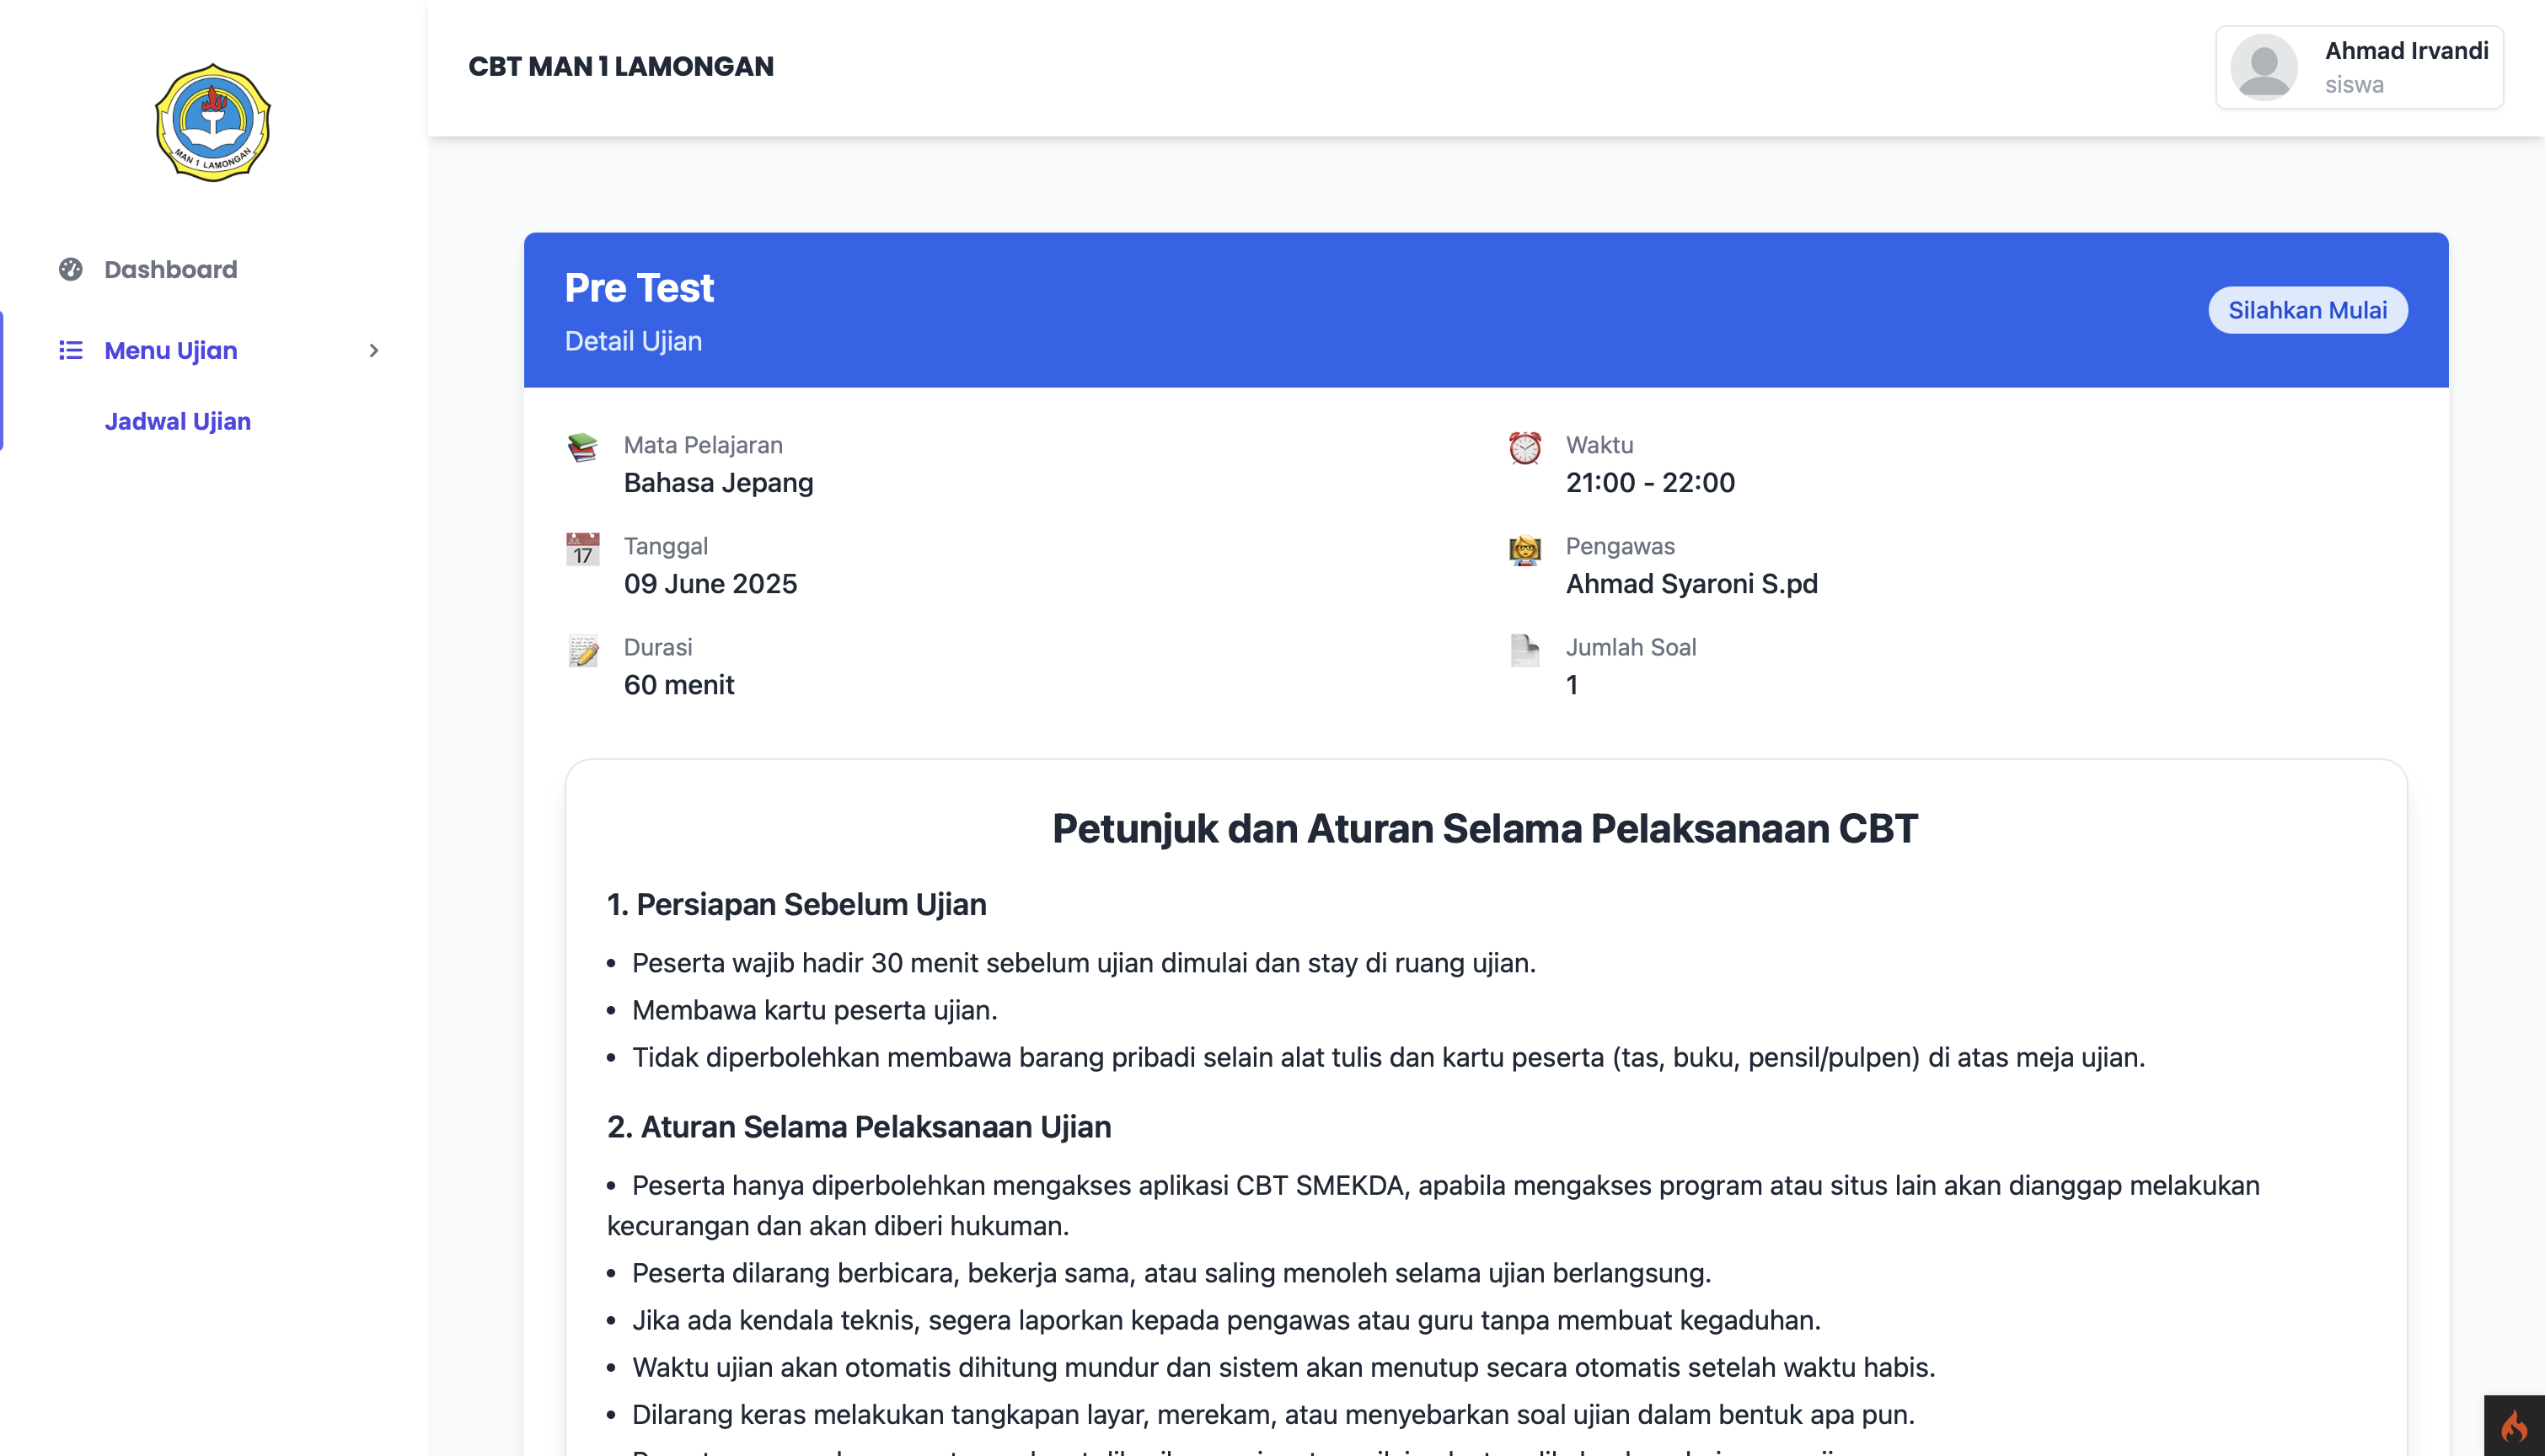 MAN 1 LAMONGAN
CBT MAN 1 LAMONGAN
Ahmad Irvandi
siswa
Dashboard
Menu Ujian
Jadwal Ujian
Pre Test
Detail Ujian
Silahkan Mulai
Mata Pelajaran
Bahasa Jepang
Waktu
21:00 - 22:00
JUL
17
Tanggal
09 June 2025
Pengawas
Ahmad Syaroni S.pd
Durasi
60 menit
Jumlah Soal
1
Petunjuk dan Aturan Selama Pelaksanaan CBT
1. Persiapan Sebelum Ujian
• Peserta wajib hadir 30 menit sebelum ujian dimulai dan stay di ruang ujian.
• Membawa kartu peserta ujian.
• Tidak diperbolehkan membawa barang pribadi selain alat tulis dan kartu peserta (tas, buku, pensil/pulpen) di atas meja ujian.
2. Aturan Selama Pelaksanaan Ujian
• Peserta hanya diperbolehkan mengakses aplikasi CBT SMEKDA, apabila mengakses program atau situs lain akan dianggap melakukan
kecurangan dan akan diberi hukuman.
• Peserta dilarang berbicara, bekerja sama, atau saling menoleh selama ujian berlangsung.
• Jika ada kendala teknis, segera laporkan kepada pengawas atau guru tanpa membuat kegaduhan.
• Waktu ujian akan otomatis dihitung mundur dan sistem akan menutup secara otomatis setelah waktu habis.
• Dilarang keras melakukan tangkapan layar, merekam, atau menyebarkan soal ujian dalam bentuk apa pun.